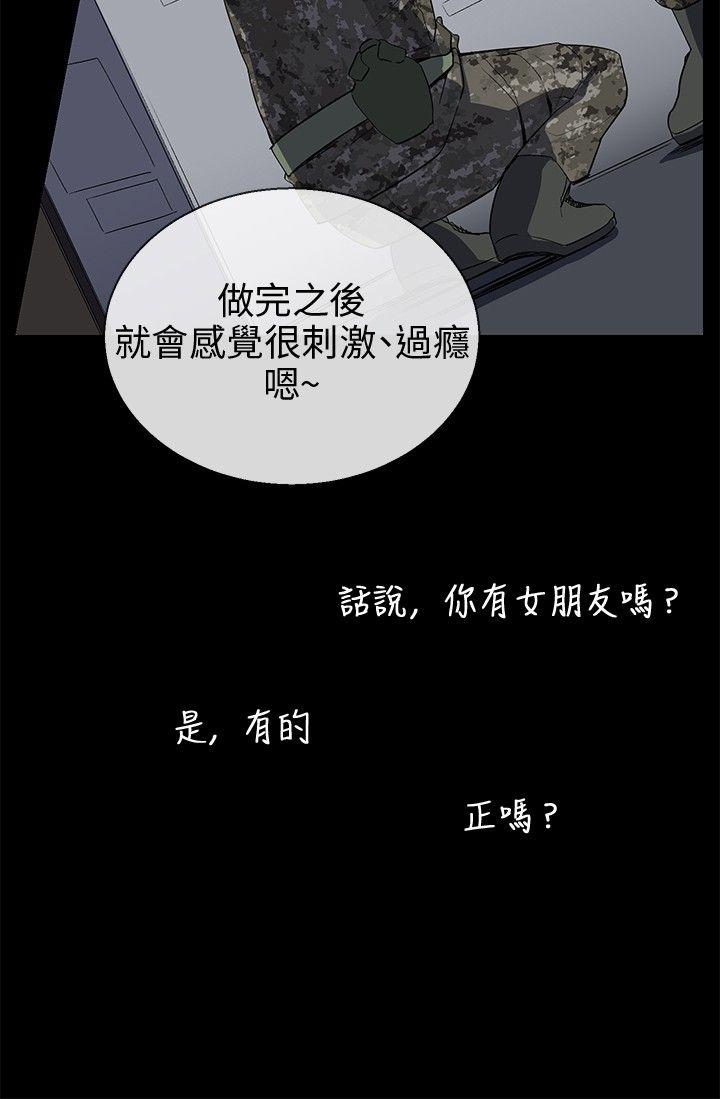 做完之後
就會感覺很刺激、過癮
嗯~
話說, 你有女朋友嗎?
是, 有的
正嗎?